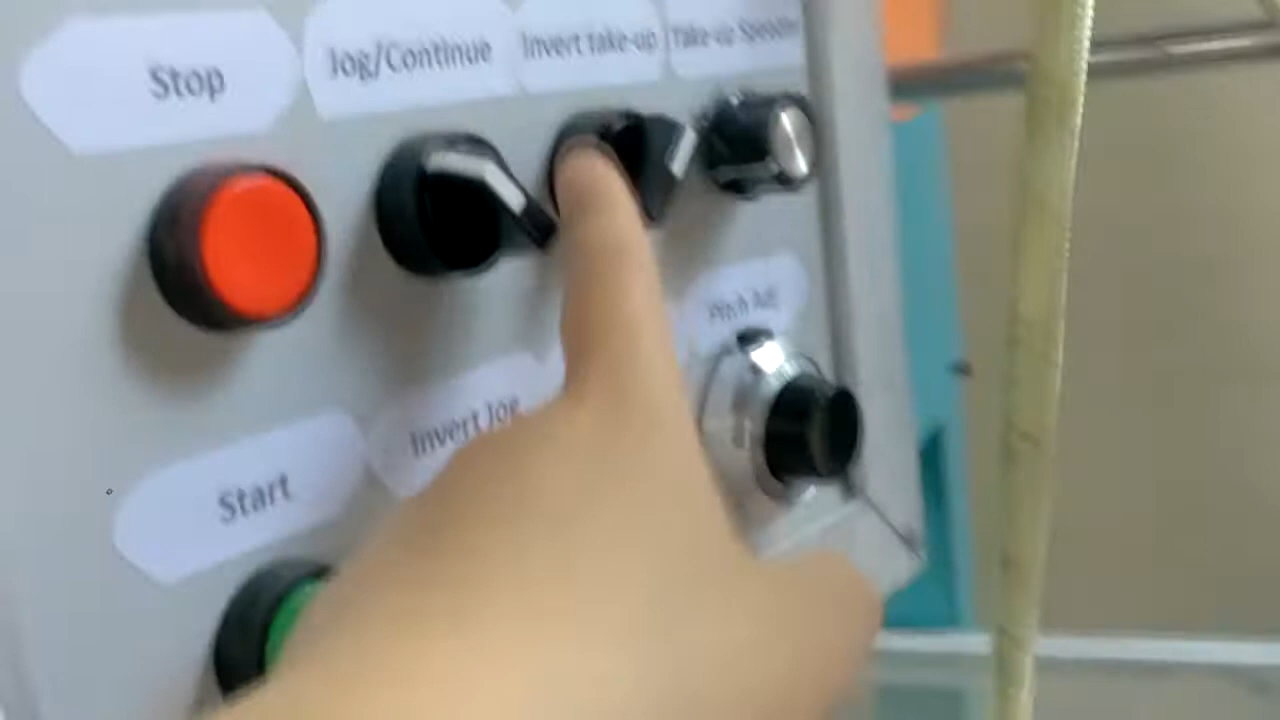 Stop
Jog/Continue
Invert take-up
Take-up Speed
Pitch Adj
Start
Invert Jog